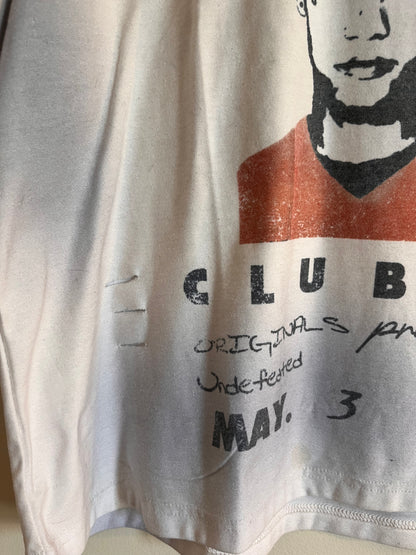 CLUB
ORIGINALS
Undefeated
MAY. 3